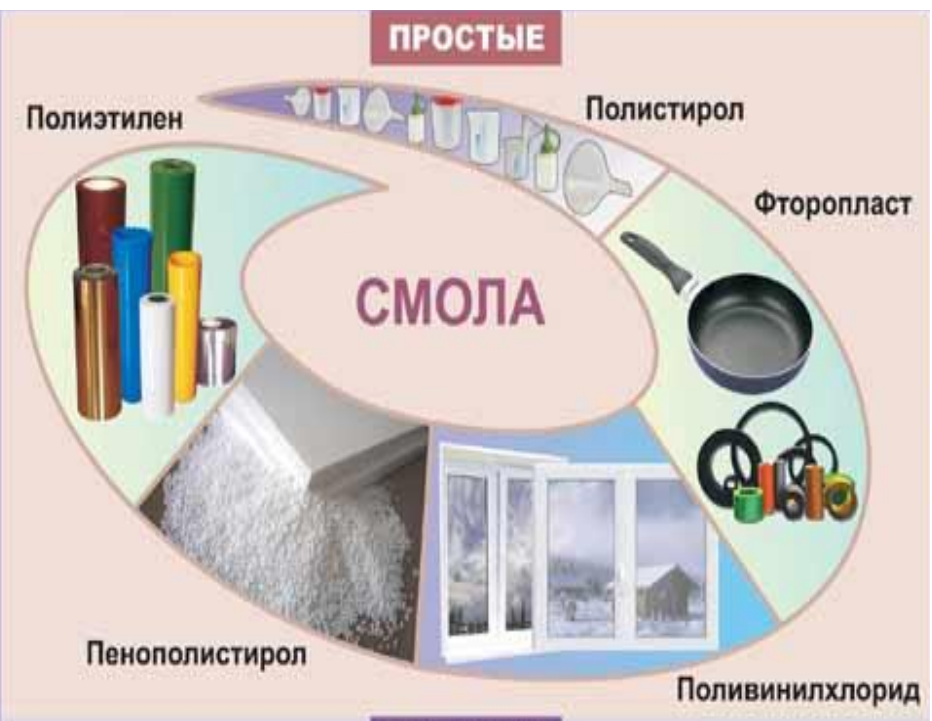 ПРОСТЫЕ
Полиэтилен
Полистирол
Фторопласт
СМОЛА
Пенополистирол
Поливинилхлорид